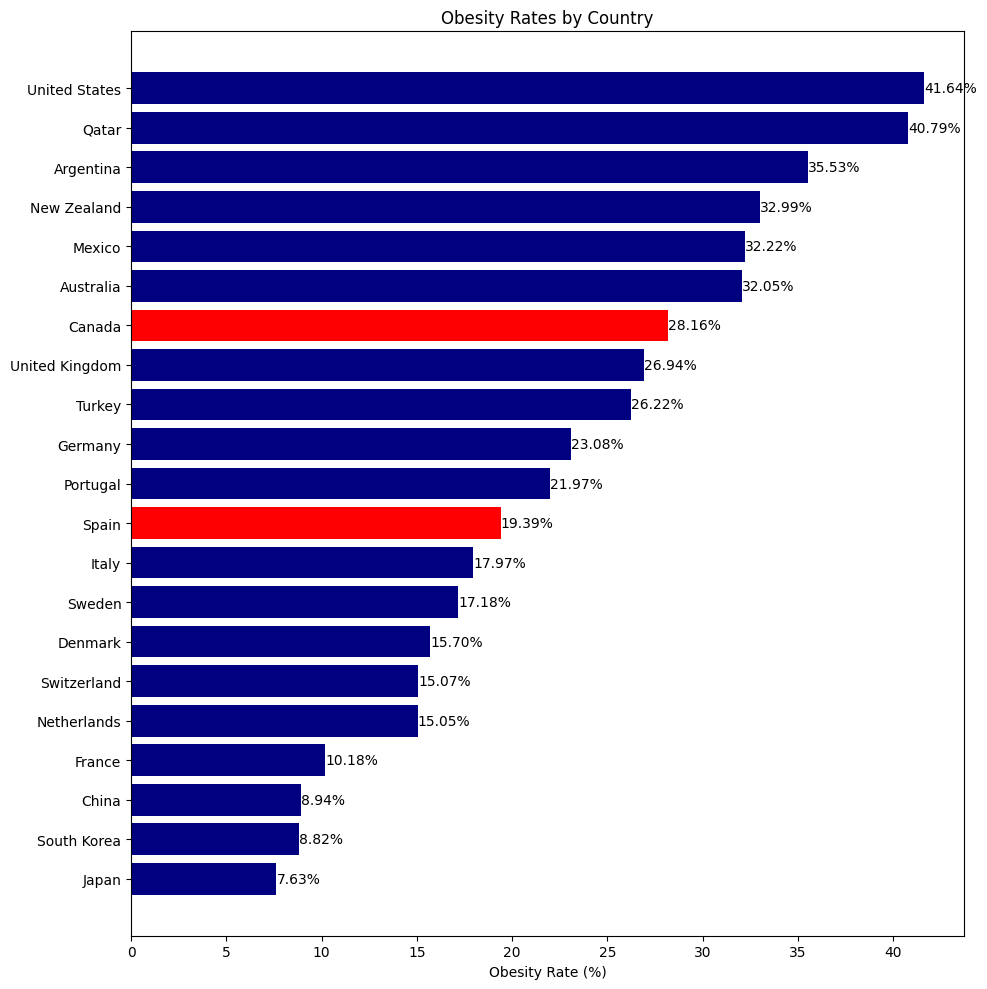 Obesity Rates by Country
United States 41.64%
Qatar 40.79%
Argentina 35.53%
New Zealand 32.99%
Mexico 32.22%
Australia 32.05%
Canada 28.16%
United Kingdom 26.94%
Turkey 26.22%
Germany 23.08%
Portugal 21.97%
Spain 19.39%
Italy 17.97%
Sweden 17.18%
Denmark 15.70%
Switzerland 15.07%
Netherlands 15.05%
France 10.18%
China 8.94%
South Korea 8.82%
Japan 7.63%
0 5 10 15 20 25 30 35 40
Obesity Rate (%)